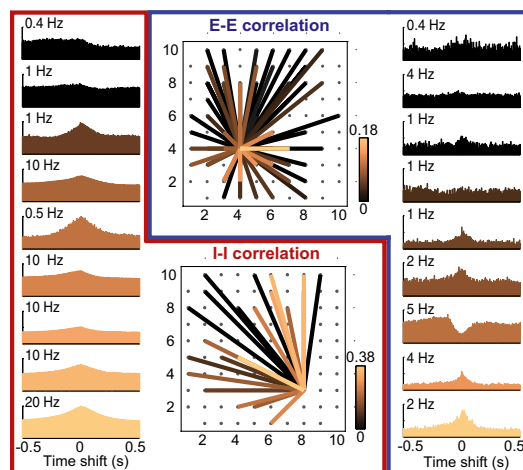 0.4 Hz
1 Hz
1 Hz
10 Hz
0.5 Hz
10 Hz
10 Hz
10 Hz
20 Hz
-0.5 0 0.5
Time shift (s)
E-E correlation
10
8
6
4
2
2 4 6 8 10
0.18
0
I-I correlation
10
8
6
4
2
2 4 6 8 10
0.38
0
0.4 Hz
4 Hz
1 Hz
1 Hz
1 Hz
2 Hz
5 Hz
4 Hz
2 Hz
-0.5 0 0.5
Time shift (s)